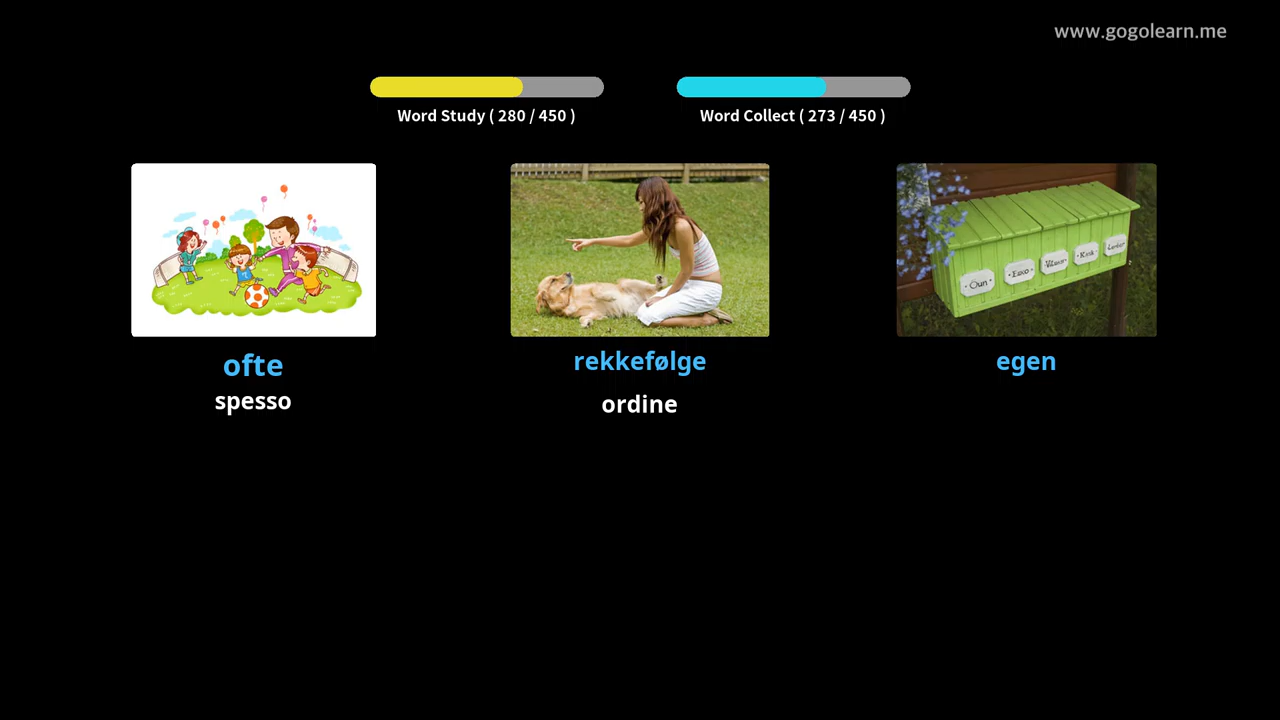 www.gogolearn.me
Word Study ( 280 / 450 )
Word Collect ( 273 / 450 )
ofte
spesso
rekkefølge
ordine
egen